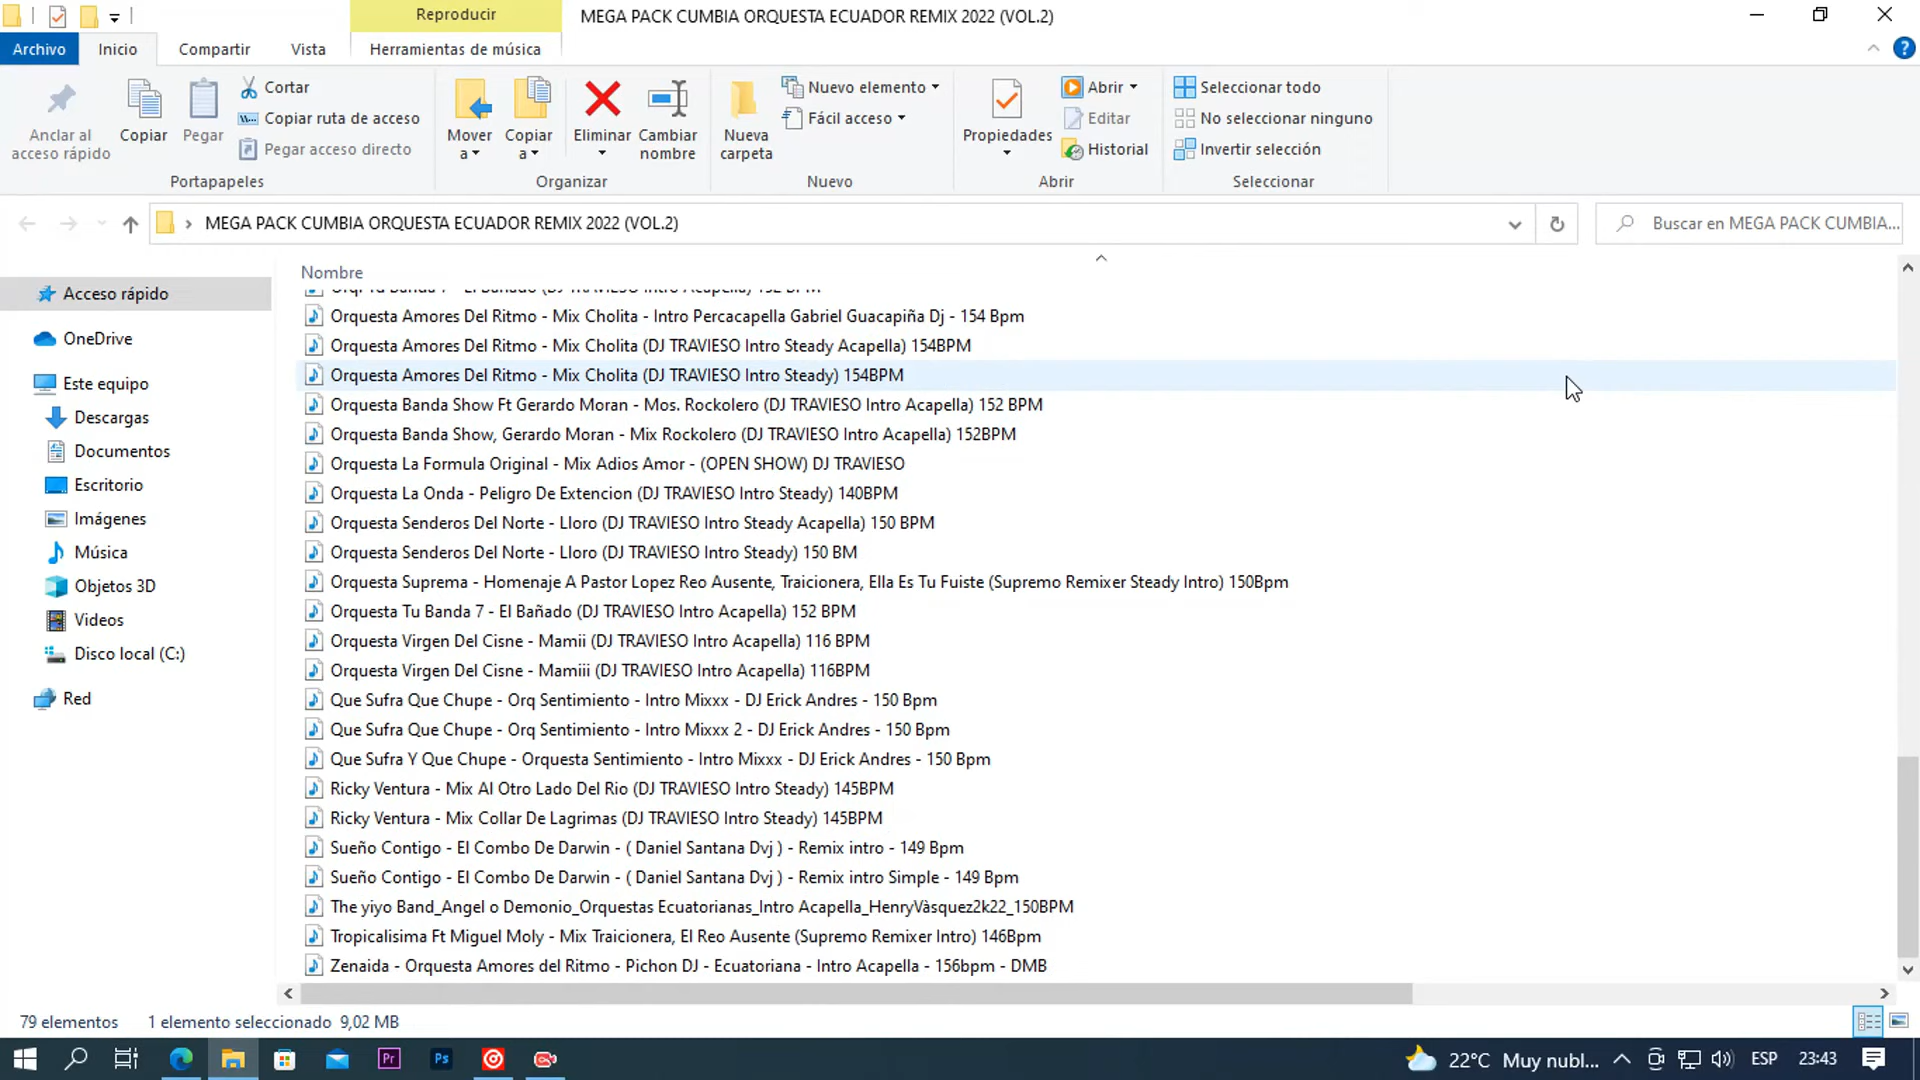 Reproducir
MEGA PACK CUMBIA ORQUESTA ECUADOR REMIX 2022 (VOL.2)
Archivo
Inicio
Compartir
Vista
Herramientas de música
Anclar al
acceso rápido
Copiar
Pegar
Cortar
Copiar ruta de acceso
Pegar acceso directo
Portapapeles
Mover
a
Copiar
a
Eliminar
Cambiar
nombre
Organizar
Nueva
carpeta
Nuevo elemento
Fácil acceso
Nuevo
Propiedades
Abrir
Editar
Historial
Abrir
Seleccionar todo
No seleccionar ninguno
Invertir selección
Seleccionar
MEGA PACK CUMBIA ORQUESTA ECUADOR REMIX 2022 (VOL.2)
Buscar en MEGA PACK CUMBIA...
Acceso rápido
OneDrive
Este equipo
Descargas
Documentos
Escritorio
Imágenes
Música
Objetos 3D
Videos
Disco local (C:)
Red
Nombre
Orquesta Amores Del Ritmo - Mix Cholita - Intro Percacapella Gabriel Guacapiña Dj - 154 Bpm
Orquesta Amores Del Ritmo - Mix Cholita (DJ TRAVIESO Intro Steady Acapella) 154BPM
Orquesta Amores Del Ritmo - Mix Cholita (DJ TRAVIESO Intro Steady) 154BPM
Orquesta Banda Show Ft Gerardo Moran - Mos. Rockolero (DJ TRAVIESO Intro Acapella) 152 BPM
Orquesta Banda Show, Gerardo Moran - Mix Rockolero (DJ TRAVIESO Intro Acapella) 152BPM
Orquesta La Formula Original - Mix Adios Amor - (OPEN SHOW) DJ TRAVIESO
Orquesta La Onda - Peligro De Extencion (DJ TRAVIESO Intro Steady) 140BPM
Orquesta Senderos Del Norte - Lloro (DJ TRAVIESO Intro Steady Acapella) 150 BPM
Orquesta Senderos Del Norte - Lloro (DJ TRAVIESO Intro Steady) 150 BM
Orquesta Suprema - Homenaje A Pastor Lopez Reo Ausente, Traicionera, Ella Es Tu Fuiste (Supremo Remixer Steady Intro) 150Bpm
Orquesta Tu Banda 7 - El Bañado (DJ TRAVIESO Intro Acapella) 152 BPM
Orquesta Virgen Del Cisne - Mamii (DJ TRAVIESO Intro Acapella) 116 BPM
Orquesta Virgen Del Cisne - Mamiii (DJ TRAVIESO Intro Acapella) 116BPM
Que Sufra Que Chupe - Orq Sentimiento - Intro Mixxx - DJ Erick Andres - 150 Bpm
Que Sufra Que Chupe - Orq Sentimiento - Intro Mixxx 2 - DJ Erick Andres - 150 Bpm
Que Sufra Y Que Chupe - Orquesta Sentimiento - Intro Mixxx - DJ Erick Andres - 150 Bpm
Ricky Ventura - Mix Al Otro Lado Del Rio (DJ TRAVIESO Intro Steady) 145BPM
Ricky Ventura - Mix Collar De Lagrimas (DJ TRAVIESO Intro Steady) 145BPM
Sueño Contigo - El Combo De Darwin - ( Daniel Santana Dvj ) - Remix intro - 149 Bpm
Sueño Contigo - El Combo De Darwin - ( Daniel Santana Dvj ) - Remix intro Simple - 149 Bpm
The yiyo Band_Angel o Demonio_Orquestas Ecuatorianas_Intro Acapella_HenryVàsquez2k22_150BPM
Tropicalisima Ft Miguel Moly - Mix Traicionera, El Reo Ausente (Supremo Remixer Intro) 146Bpm
Zenaida - Orquesta Amores del Ritmo - Pichon DJ - Ecuatoriana - Intro Acapella - 156bpm - DMB
79 elementos
1 elemento seleccionado 9,02 MB
Pr
Ps
22°C Muy nubl...
ESP
23:43